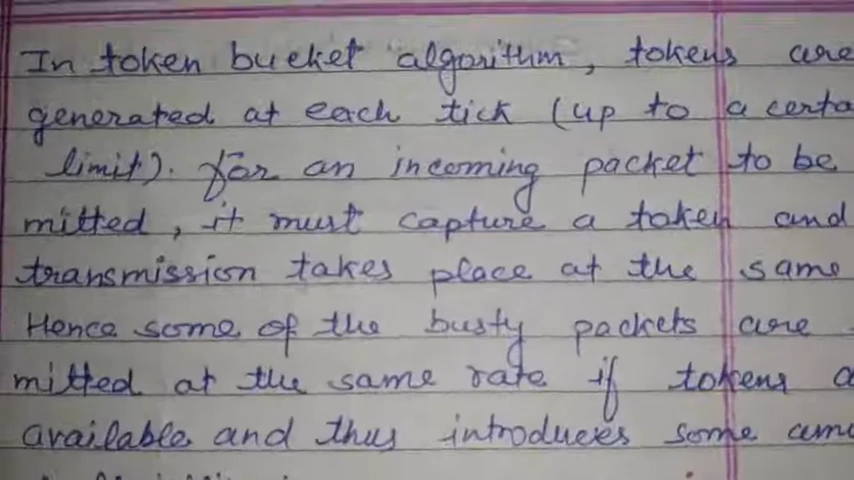 In token bucket algorithm, tokens are
generated at each tick (up to a certa
limit). For an incoming packet to be
mitted, it must capture a token and
transmission takes place at the same
Hence some of the busty packets are
mitted at the same rate if tokens a
available and thus introduces some amo